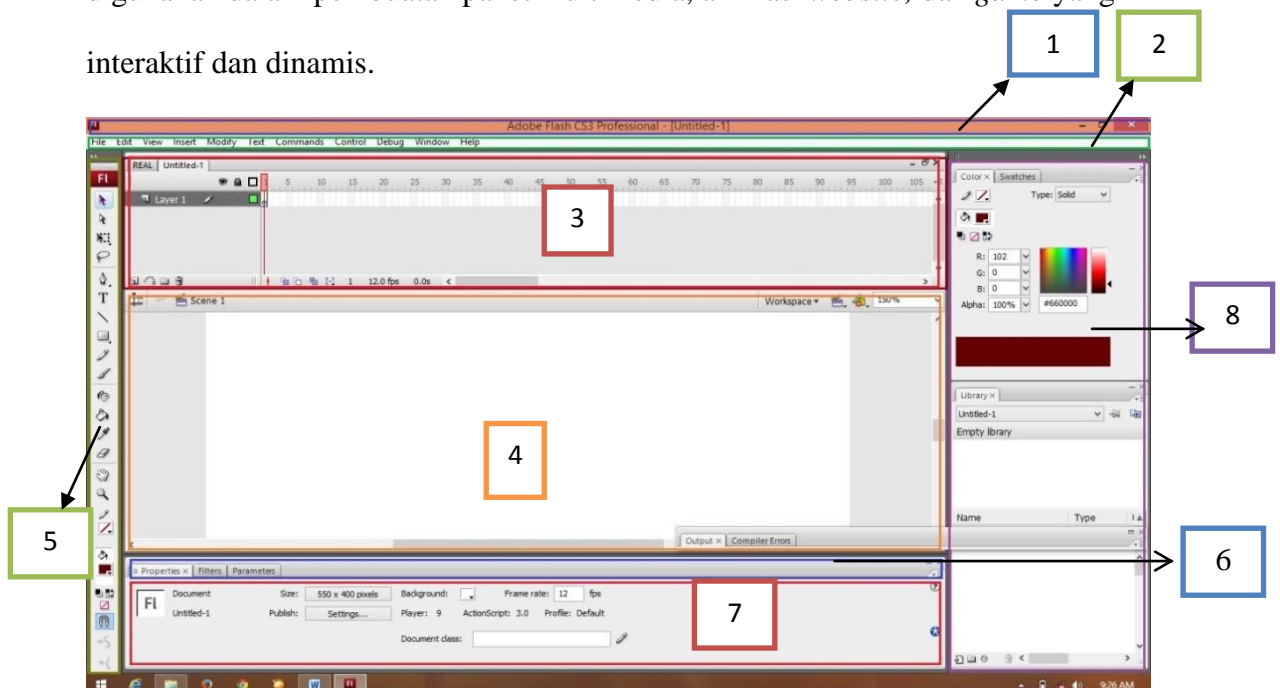 interaktif dan dinamis.
1
2
Adobe Flash CS3 Professional - [Untitled-1]
File Edit View Insert Modify Text Commands Control Debug Window Help
REAL Untitled-1
5 10 15 20 25 30 35 40 45 50 55 60 65 70 75 80 85 90 95 100 105
Layer 1
3
1 12.0 fps 0.0s
Scene 1
Workspace
150%
4
Fl
T
5
Color × Swatches
Type: Solid
R: 102
G: 0
B: 0
Alpha: 100% #660000
8
Library ×
Untitled-1
Empty library
Name Type
Output × Compiler Errors
6
Properties × Filters Parameters
Fl
Document Size: 550 x 400 pixels Background: Frame rate: 12 fps
Untitled-1 Publish: Settings... Player: 9 ActionScript: 3.0 Profile: Default
Document class:
7
9:26 AM